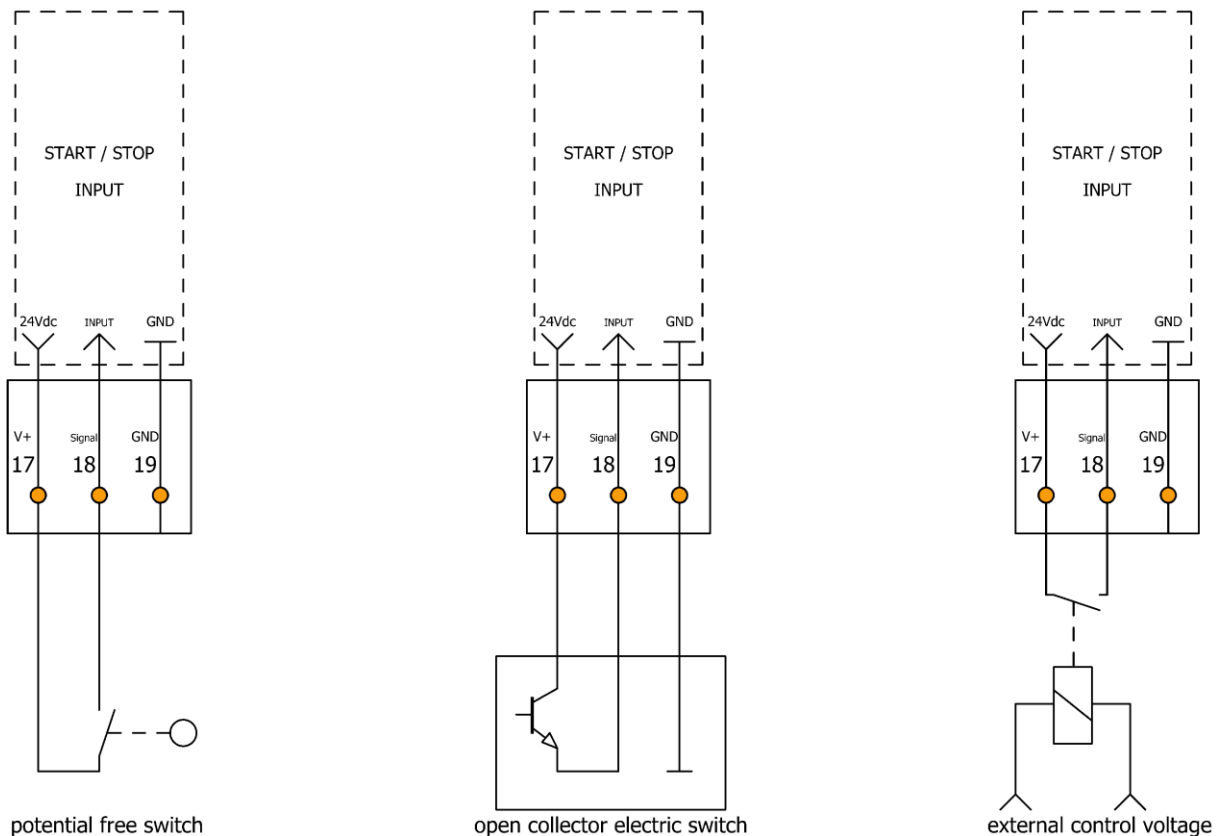 START / STOP
INPUT
24Vdc INPUT GND
V+ Signal GND
17 18 19
potential free switch
START / STOP
INPUT
24Vdc INPUT GND
V+ Signal GND
17 18 19
open collector electric switch
START / STOP
INPUT
24Vdc INPUT GND
V+ Signal GND
17 18 19
external control voltage